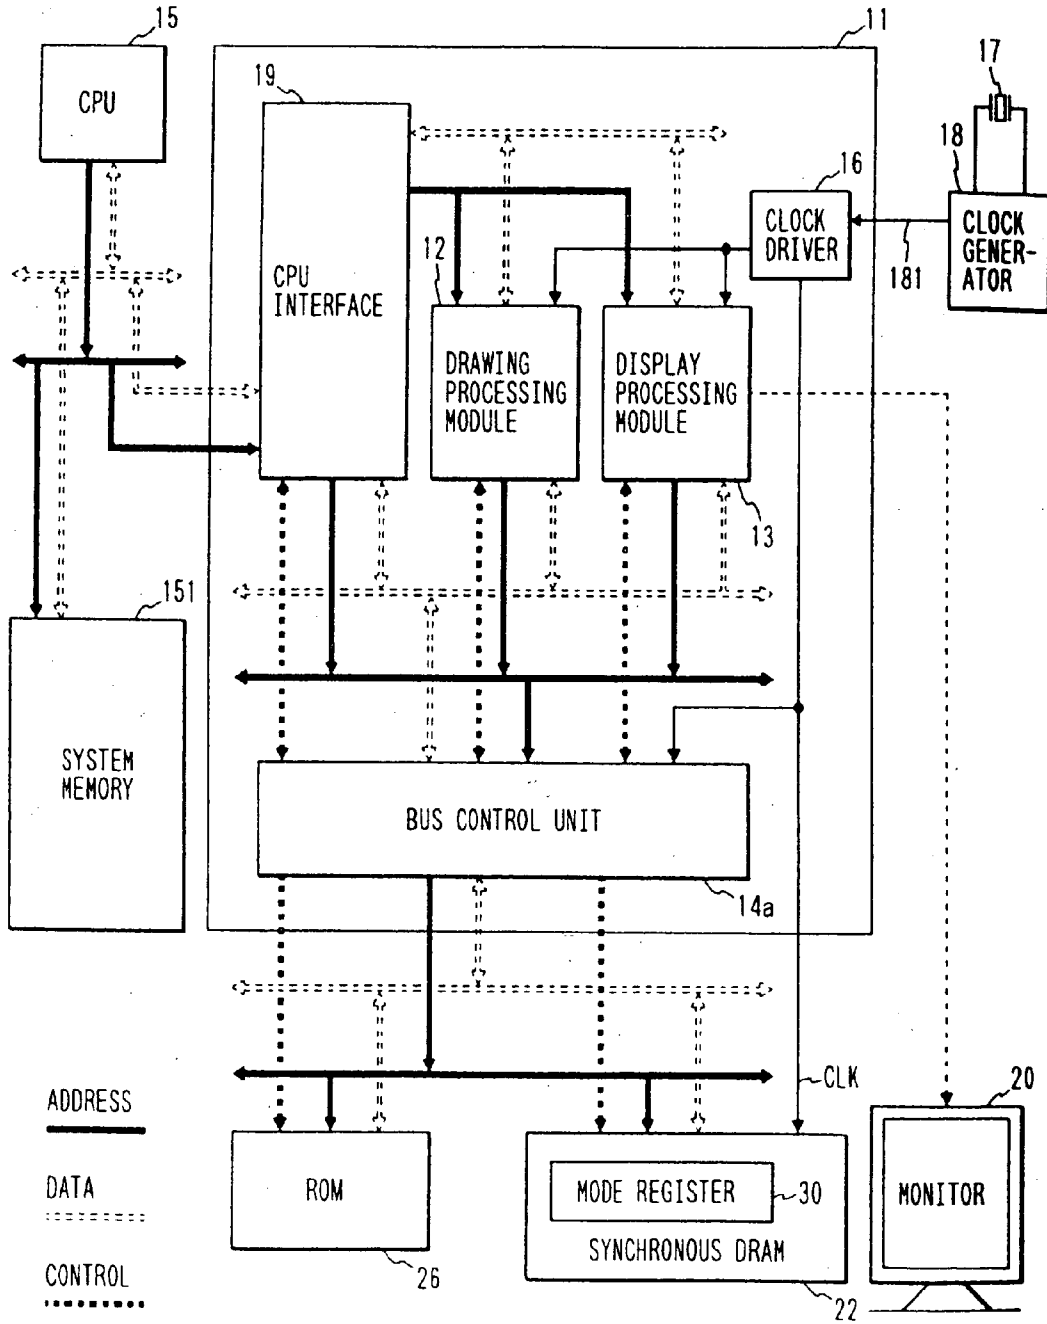 15
CPU
11
19
CPU
INTERFACE
17
18
CLOCK
GENER-
ATOR
16
CLOCK
DRIVER
181
12
DRAWING
PROCESSING
MODULE
DISPLAY
PROCESSING
MODULE
13
151
SYSTEM
MEMORY
BUS CONTROL UNIT
14a
ADDRESS
DATA
CONTROL
ROM
26
CLK
MODE REGISTER
30
SYNCHRONOUS DRAM
22
20
MONITOR